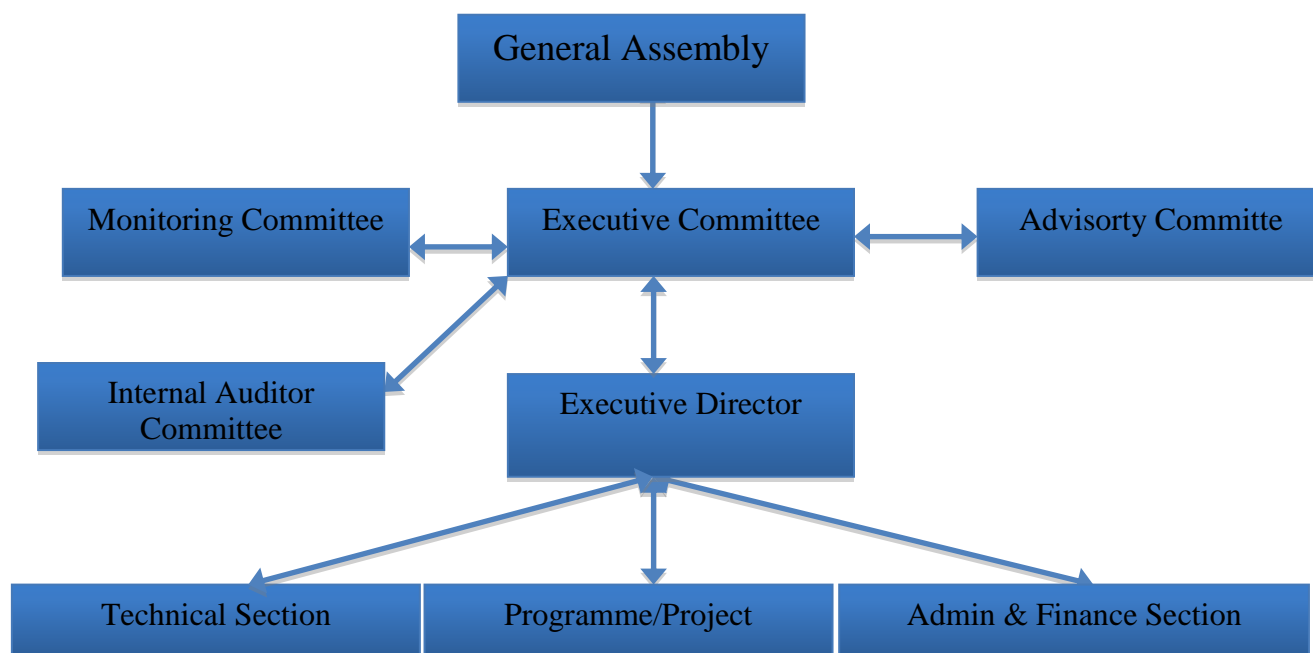 General Assembly
Monitoring Committee
Executive Committee
Advisorty Committe
Internal Auditor
Committee
Executive Director
Technical Section
Programme/Project
Admin & Finance Section